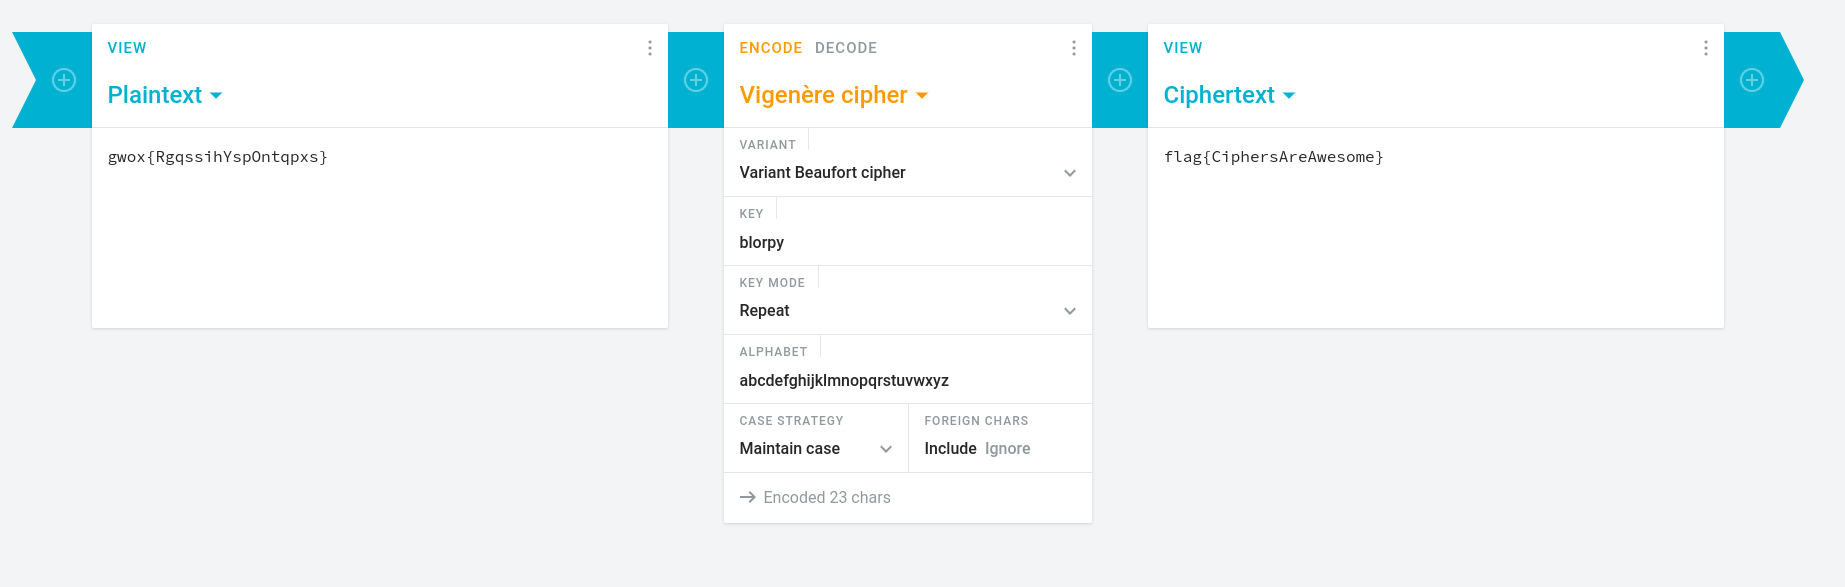 VIEW
Plaintext
gwox{RgqssihYspOntqpxs}
ENCODE DECODE
Vigenère cipher
VARIANT
Variant Beaufort cipher
KEY
blorpy
KEY MODE
Repeat
ALPHABET
abcdefghijklmnopqrstuvwxyz
CASE STRATEGY
Maintain case
FOREIGN CHARS
Include Ignore
Encoded 23 chars
VIEW
Ciphertext
flag{CiphersAreAwesome}